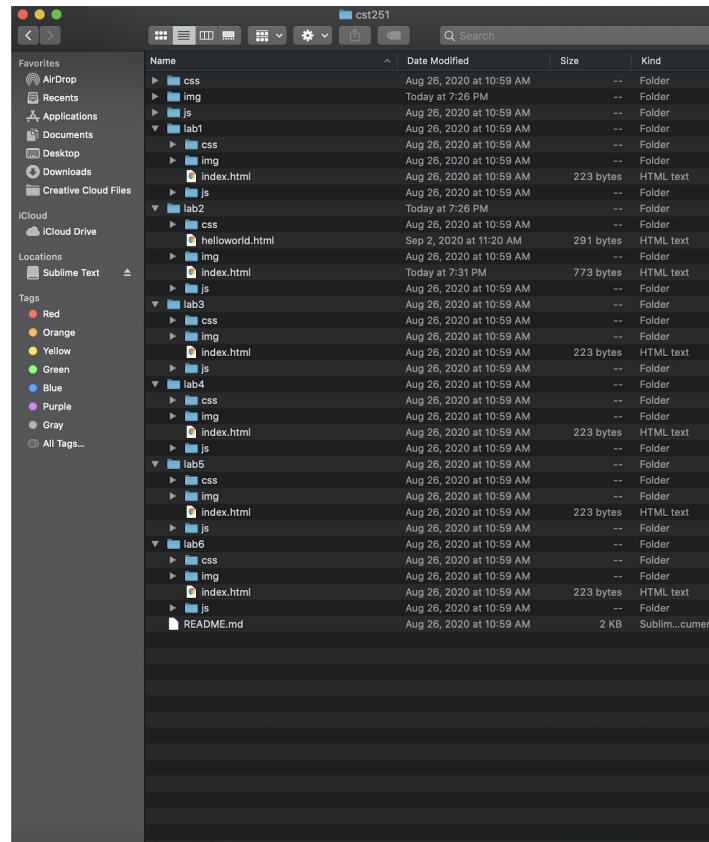 cst251
Search
Favorites
AirDrop
Recents
Applications
Documents
Desktop
Downloads
Creative Cloud Files
iCloud
iCloud Drive
Locations
Sublime Text
Tags
Red
Orange
Yellow
Green
Blue
Purple
Gray
All Tags...
Name Date Modified Size Kind
css Aug 26, 2020 at 10:59 AM -- Folder
img Today at 7:26 PM -- Folder
js Aug 26, 2020 at 10:59 AM -- Folder
lab1 Aug 26, 2020 at 10:59 AM -- Folder
css Aug 26, 2020 at 10:59 AM -- Folder
img Aug 26, 2020 at 10:59 AM -- Folder
index.html Aug 26, 2020 at 10:59 AM 223 bytes HTML text
js Aug 26, 2020 at 10:59 AM -- Folder
lab2 Today at 7:26 PM -- Folder
css Aug 26, 2020 at 10:59 AM -- Folder
helloworld.html Sep 2, 2020 at 11:20 AM 291 bytes HTML text
img Aug 26, 2020 at 10:59 AM -- Folder
index.html Today at 7:31 PM 773 bytes HTML text
js Aug 26, 2020 at 10:59 AM -- Folder
lab3 Aug 26, 2020 at 10:59 AM -- Folder
css Aug 26, 2020 at 10:59 AM -- Folder
img Aug 26, 2020 at 10:59 AM -- Folder
index.html Aug 26, 2020 at 10:59 AM 223 bytes HTML text
js Aug 26, 2020 at 10:59 AM -- Folder
lab4 Aug 26, 2020 at 10:59 AM -- Folder
css Aug 26, 2020 at 10:59 AM -- Folder
img Aug 26, 2020 at 10:59 AM -- Folder
index.html Aug 26, 2020 at 10:59 AM 223 bytes HTML text
js Aug 26, 2020 at 10:59 AM -- Folder
lab5 Aug 26, 2020 at 10:59 AM -- Folder
css Aug 26, 2020 at 10:59 AM -- Folder
img Aug 26, 2020 at 10:59 AM -- Folder
index.html Aug 26, 2020 at 10:59 AM 223 bytes HTML text
js Aug 26, 2020 at 10:59 AM -- Folder
lab6 Aug 26, 2020 at 10:59 AM -- Folder
css Aug 26, 2020 at 10:59 AM -- Folder
img Aug 26, 2020 at 10:59 AM -- Folder
index.html Aug 26, 2020 at 10:59 AM 223 bytes HTML text
js Aug 26, 2020 at 10:59 AM -- Folder
README.md Aug 26, 2020 at 10:59 AM 2 KB Sublim...cumer